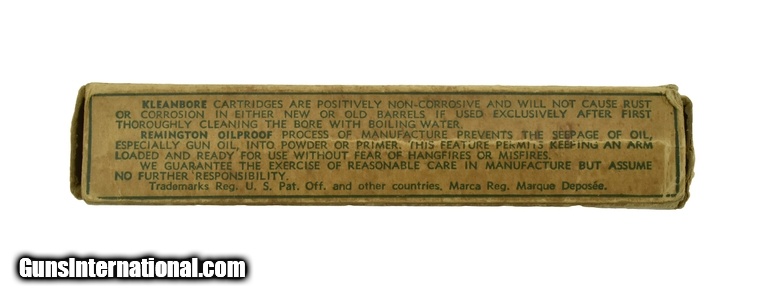 KLEANBORE CARTRIDGES ARE POSITIVELY NON-CORROSIVE AND WILL NOT CAUSE RUST
OR CORROSION IN EITHER NEW OR OLD BARRELS IF USED EXCLUSIVELY AFTER FIRST
THOROUGHLY CLEANING THE BORE WITH BOILING WATER.
REMINGTON OILPROOF PROCESS OF MANUFACTURE PREVENTS THE SEEPAGE OF OIL,
ESPECIALLY GUN OIL, INTO POWDER OR PRIMER. THIS FEATURE PERMITS KEEPING AN ARM
LOADED AND READY FOR USE WITHOUT FEAR OF HANGFIRES OR MISFIRES.
WE GUARANTEE THE EXERCISE OF REASONABLE CARE IN MANUFACTURE BUT ASSUME
NO FURTHER RESPONSIBILITY.
Trademarks Reg. U. S. Pat. Off. and other countries. Marca Reg. Marque Deposée.
GunsInternational.com